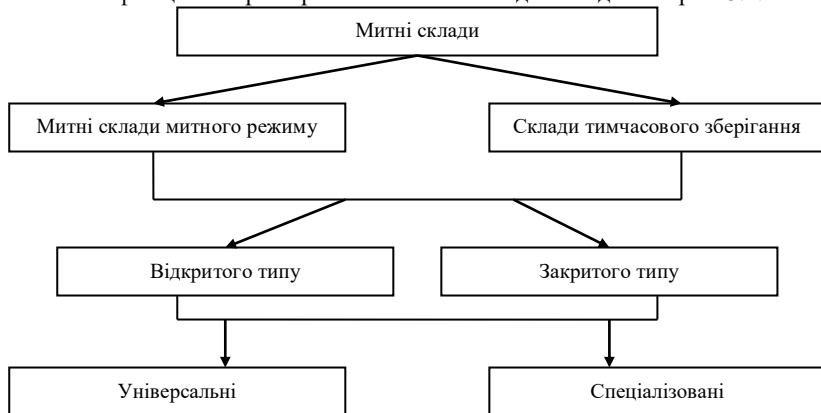 Митні склади
Митні склади митного режиму
Склади тимчасового зберігання
Відкритого типу
Закритого типу
Універсальні
Спеціалізовані